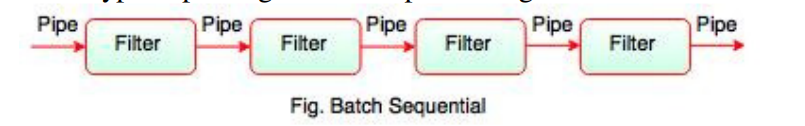 Pipe Pipe Pipe Pipe Pipe
Filter Filter Filter Filter
Fig. Batch Sequential